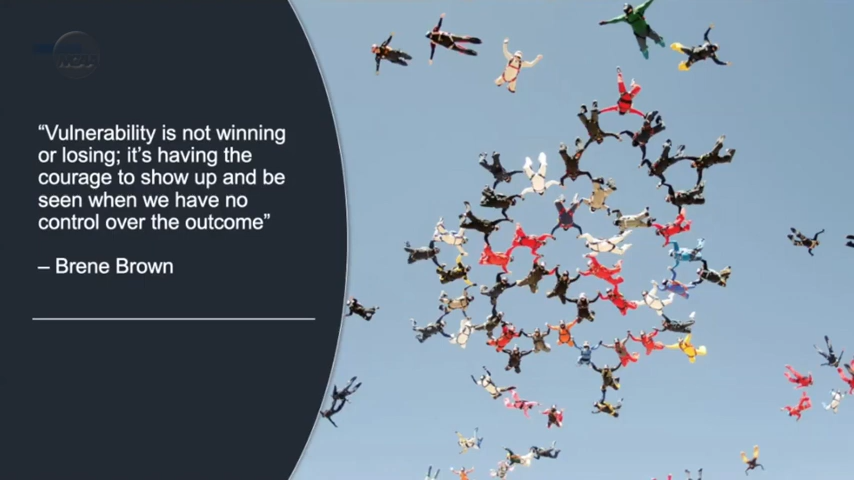 NCAA
“Vulnerability is not winning
or losing; it’s having the
courage to show up and be
seen when we have no
control over the outcome”
– Brene Brown